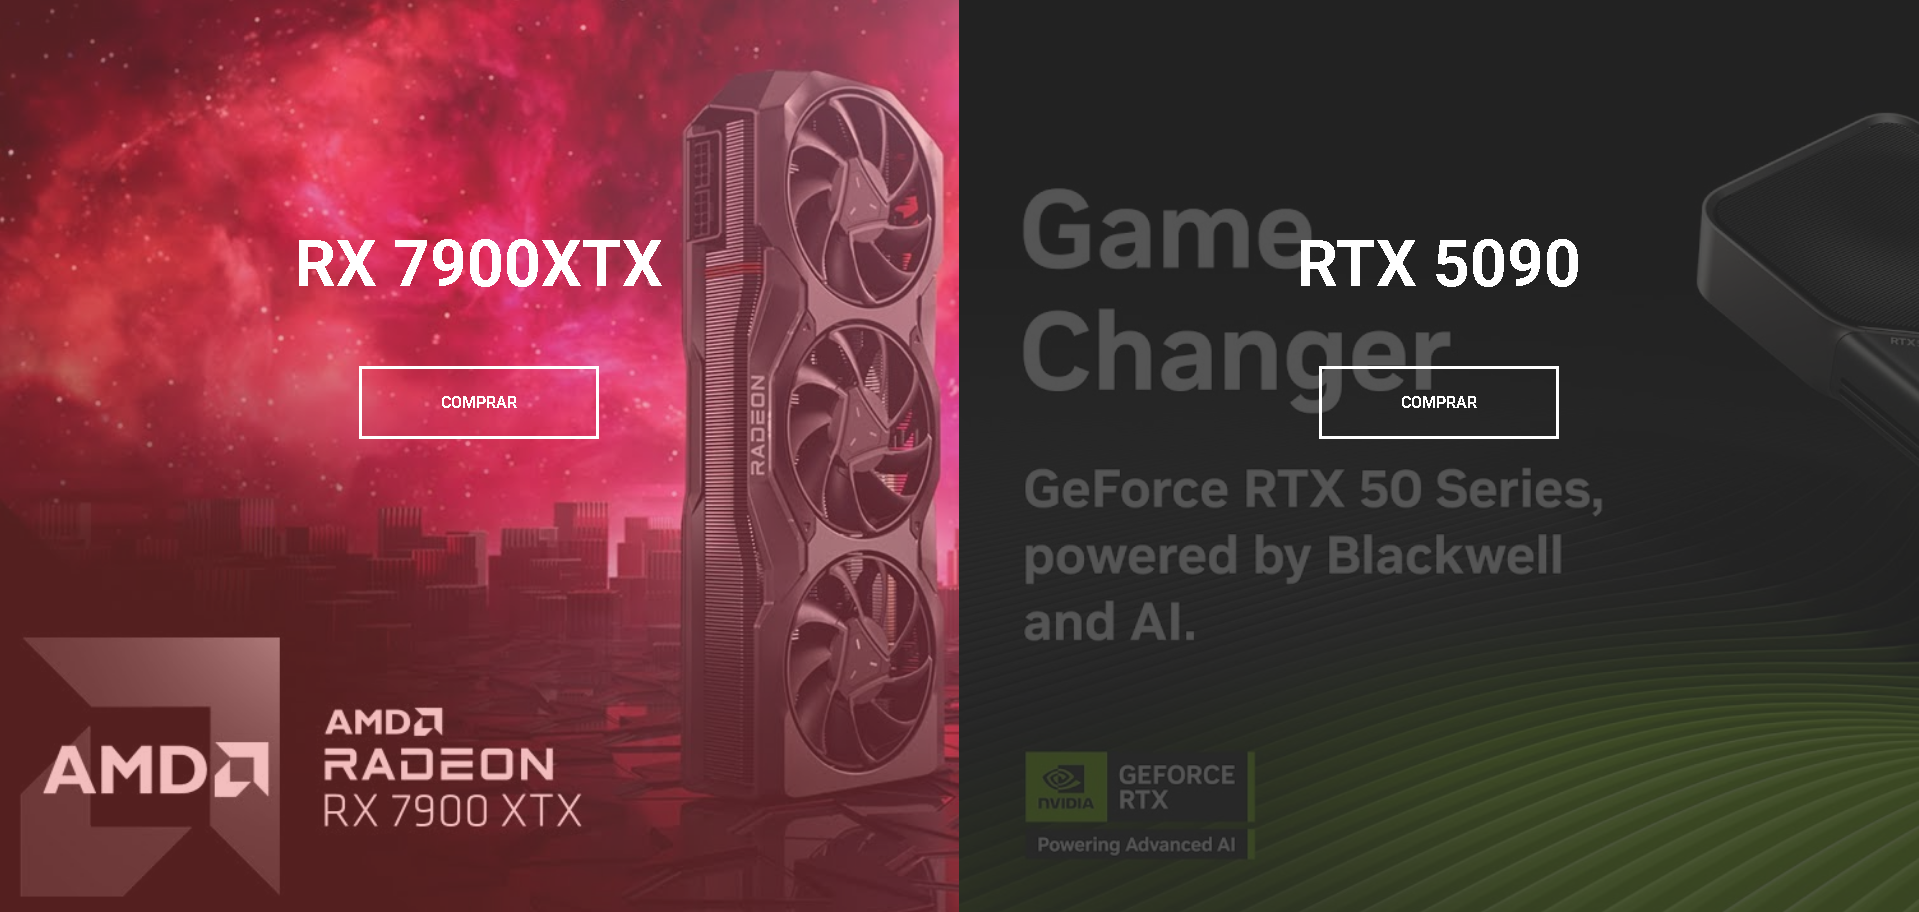 RX 7900XTX
COMPRAR
RADEON
AMD
AMD
RADEON
RX 7900 XTX
Game
Changer
RTX 5090
COMPRAR
GeForce RTX 50 Series,
powered by Blackwell
and AI.
NVIDIA
GEFORCE
RTX
Powering Advanced AI